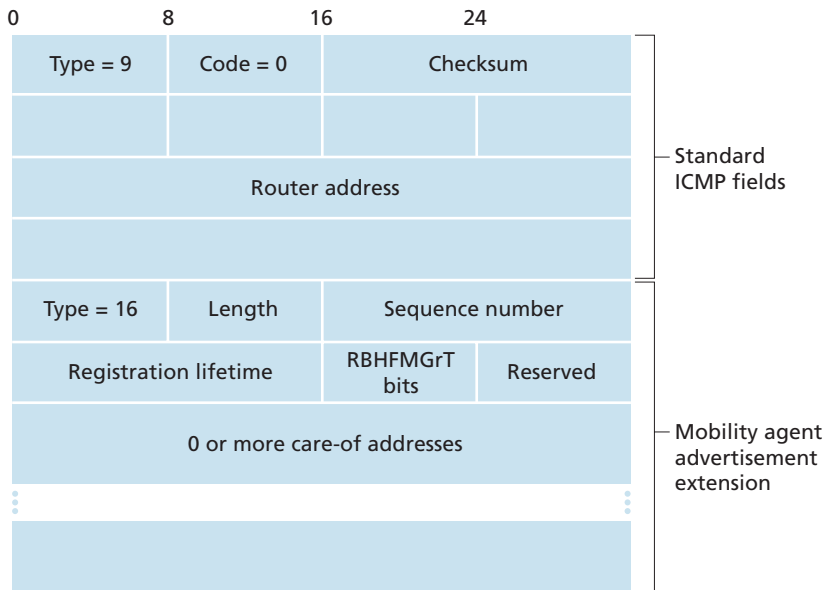 0 8 16 24
Type = 9 Code = 0 Checksum
Router address
Standard
ICMP fields
Type = 16 Length Sequence number
Registration lifetime RBHFMGrT
bits Reserved
0 or more care-of addresses
Mobility agent
advertisement
extension